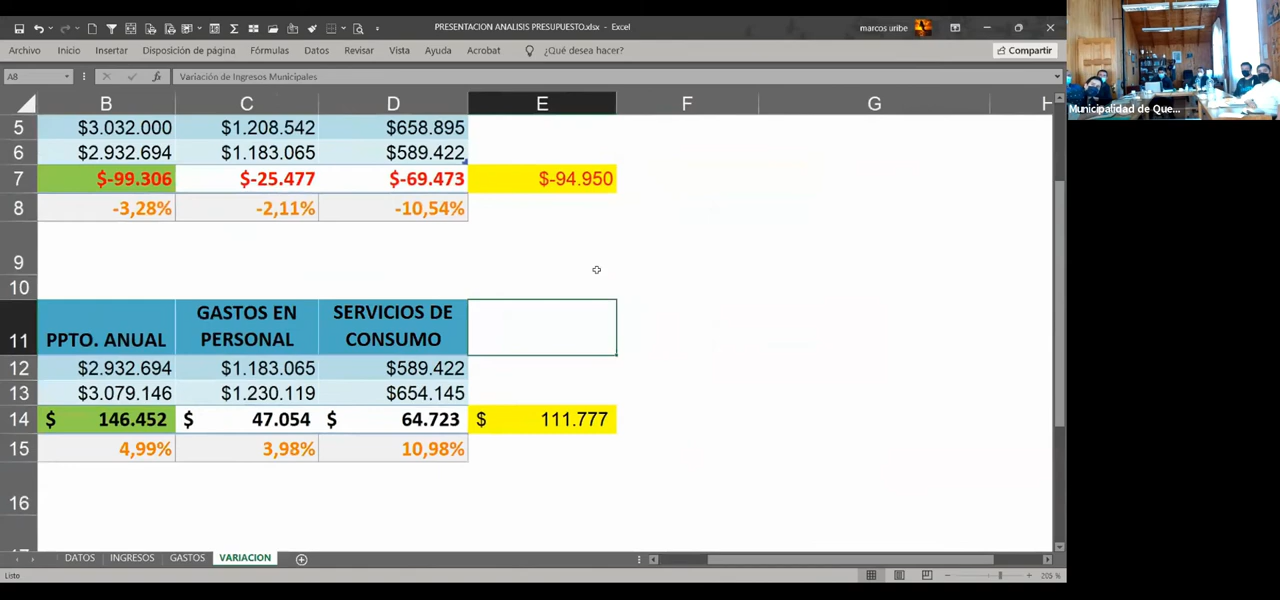 PRESENTACION ANALISIS PRESUPUESTO.xlsx - Excel
marcos uribe
Archivo Inicio Insertar Disposición de página Fórmulas Datos Revisar Vista Ayuda Acrobat ¿Qué desea hacer? Compartir
A8 fx Variación de Ingresos Municipales
B C D E F G H
5 $3.032.000 $1.208.542 $658.895
6 $2.932.694 $1.183.065 $589.422
7 $-99.306 $-25.477 $-69.473 $-94.950
8 -3,28% -2,11% -10,54%
9
10
11 PPTO. ANUAL GASTOS EN PERSONAL SERVICIOS DE CONSUMO
12 $2.932.694 $1.183.065 $589.422
13 $3.079.146 $1.230.119 $654.145
14 $ 146.452 $ 47.054 $ 64.723 $ 111.777
15 4,99% 3,98% 10,98%
16
DATOS INGRESOS GASTOS VARIACION
Listo
205 %
Municipalidad de Que...